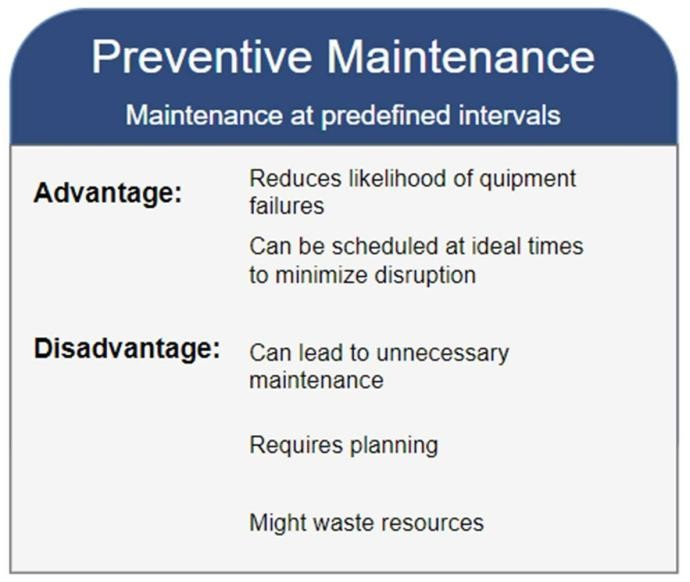 Preventive Maintenance
Maintenance at predefined intervals
Advantage:
Reduces likelihood of quipment
failures
Can be scheduled at ideal times
to minimize disruption
Disadvantage:
Can lead to unnecessary
maintenance
Requires planning
Might waste resources